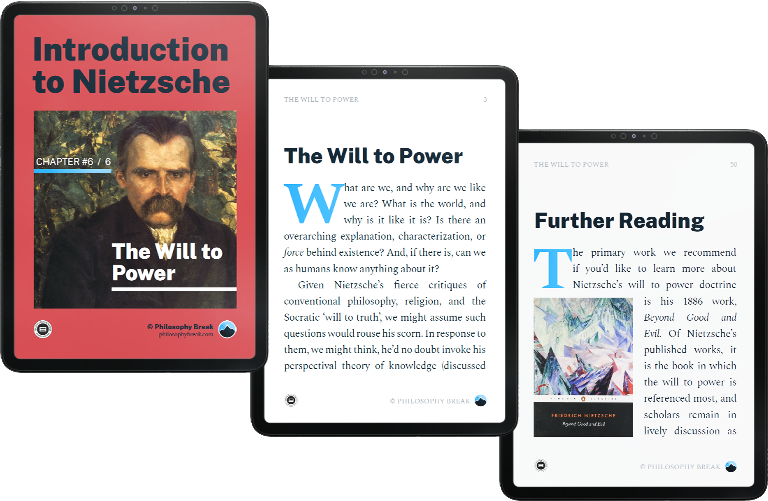 Introduction
to Nietzsche
CHAPTER #6 / 6
The Will to
Power
© Philosophy Break
philosophybreak.com
THE WILL TO POWER
3
The Will to Power
What are we, and why are we like
we are? What is the world, and
why is it like it is? Is there an
overarching explanation, characterization, or
force behind existence? And, if there is, can we
as humans know anything about it?
Given Nietzsche's fierce critiques of
conventional philosophy, religion, and the
Socratic 'will to truth', we might assume such
questions would rouse his scorn. In response to
them, we might think, he'd no doubt invoke his
perspectival theory of knowledge (discussed
© PHILOSOPHY BREAK
THE WILL TO POWER
50
Further Reading
The primary work we recommend
if you'd like to learn more about
Nietzsche's will to power doctrine
is his 1886 work,
Beyond Good and
Evil. Of Nietzsche's
published works, it
is the book in which
the will to power is
referenced most, and
scholars remain in
lively discussion as
FRIEDRICH NIETZSCHE
Beyond Good and Evil
© PHILOSOPHY BREAK